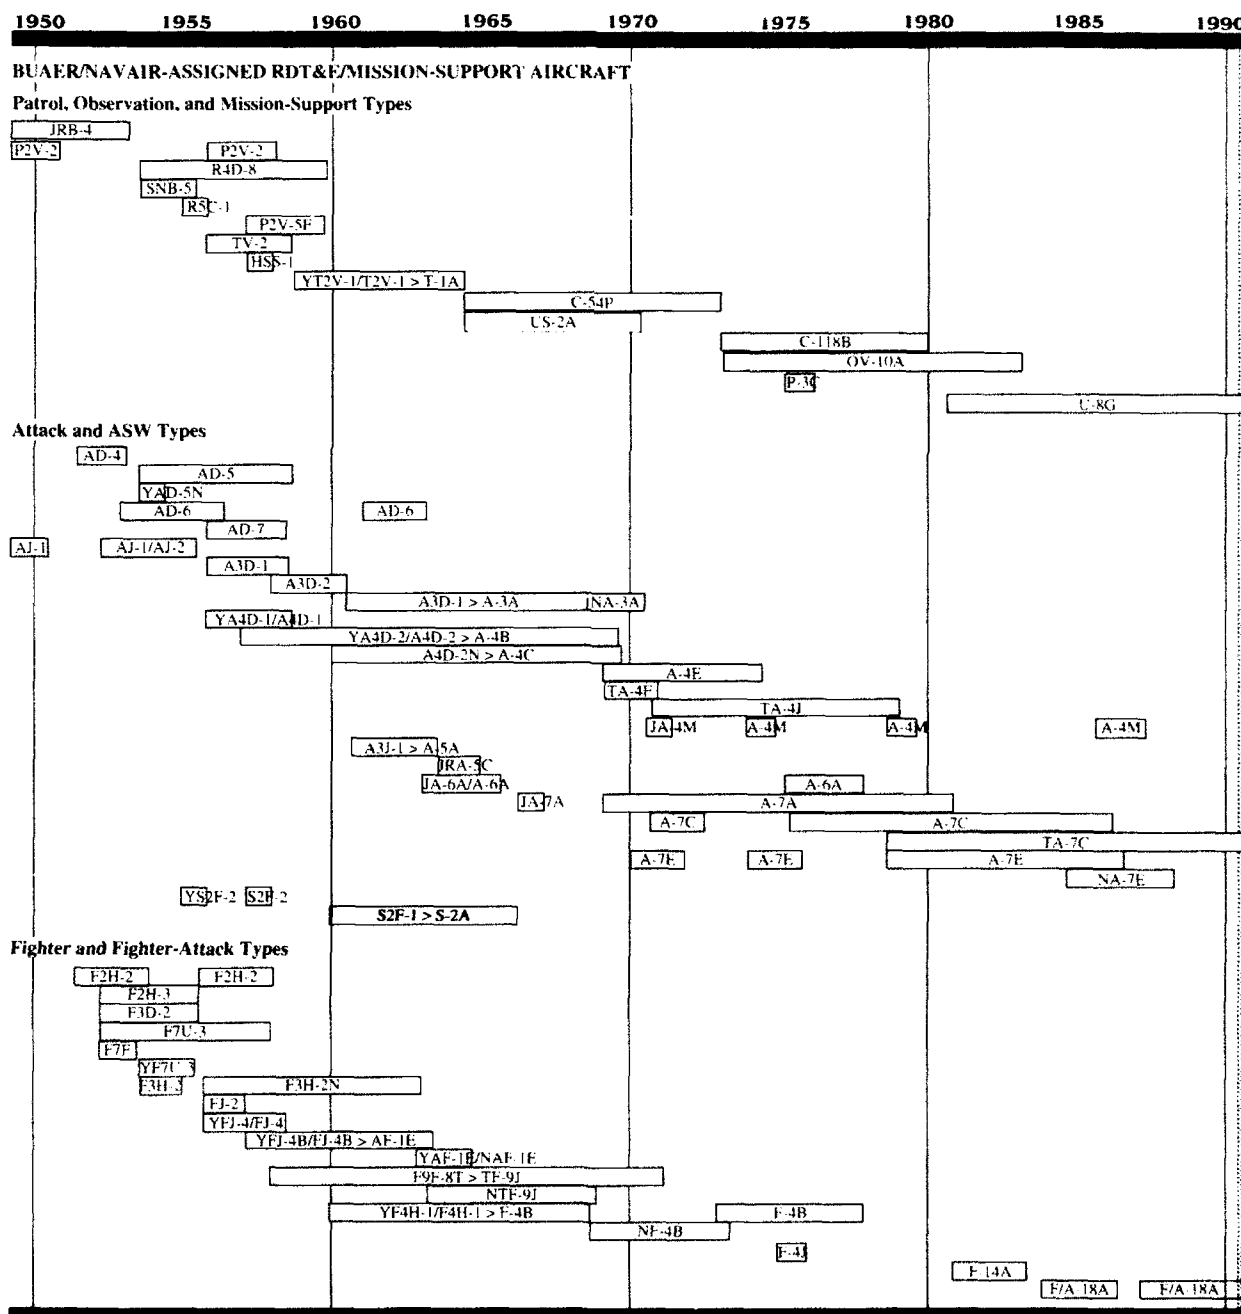 1950 1955 1960 1965 1970 1975 1980 1985 1990
BUAER/NAVAIR-ASSIGNED RDT&E/MISSION-SUPPORT AIRCRAFT
Patrol, Observation, and Mission-Support Types
JRB-4
P2V-2 P2V-2
R4D-8
SNB-5
R5C-1
P2V-5F
TV-2
HSS-1
YT2V-1/T2V-1 > T-1A
C-54P
US-2A
C-118B
OV-10A
P-3C
U-8G
Attack and ASW Types
AD-4
AD-5
YAD-5N
AD-6 AD-6
AD-7
AJ-1 AJ-1/AJ-2
A3D-1
A3D-2
A3D-1 > A-3A NA-3A
YA4D-1/A4D-1
YA4D-2/A4D-2 > A-4B
A4D-2N > A-4C
A-4E
TA-4F
TA-4J
JA-4M A-4M A-4M A-4M
A3J-1 > A-5A
JRA-5C
JA-6A/A-6A A-6A
JA-7A A-7A
A-7C A-7C
TA-7C
A-7E A-7E A-7E
NA-7E
YS2F-2 S2F-2
S2F-1 > S-2A
Fighter and Fighter-Attack Types
F2H-2 F2H-2
F2H-3
F3D-2
F7U-3
F7F
YF7U-3
F3H-2 F3H-2N
FJ-2
YFJ-4/FJ-4
YFJ-4B/FJ-4B > AF-1E
YAF-1E/NAF-1E
F9F-8T > TF-9J
NTF-9J
YF4H-1/F4H-1 > F-4B F-4B
NF-4B
F-4J
F-14A
F/A-18A F/A-18A